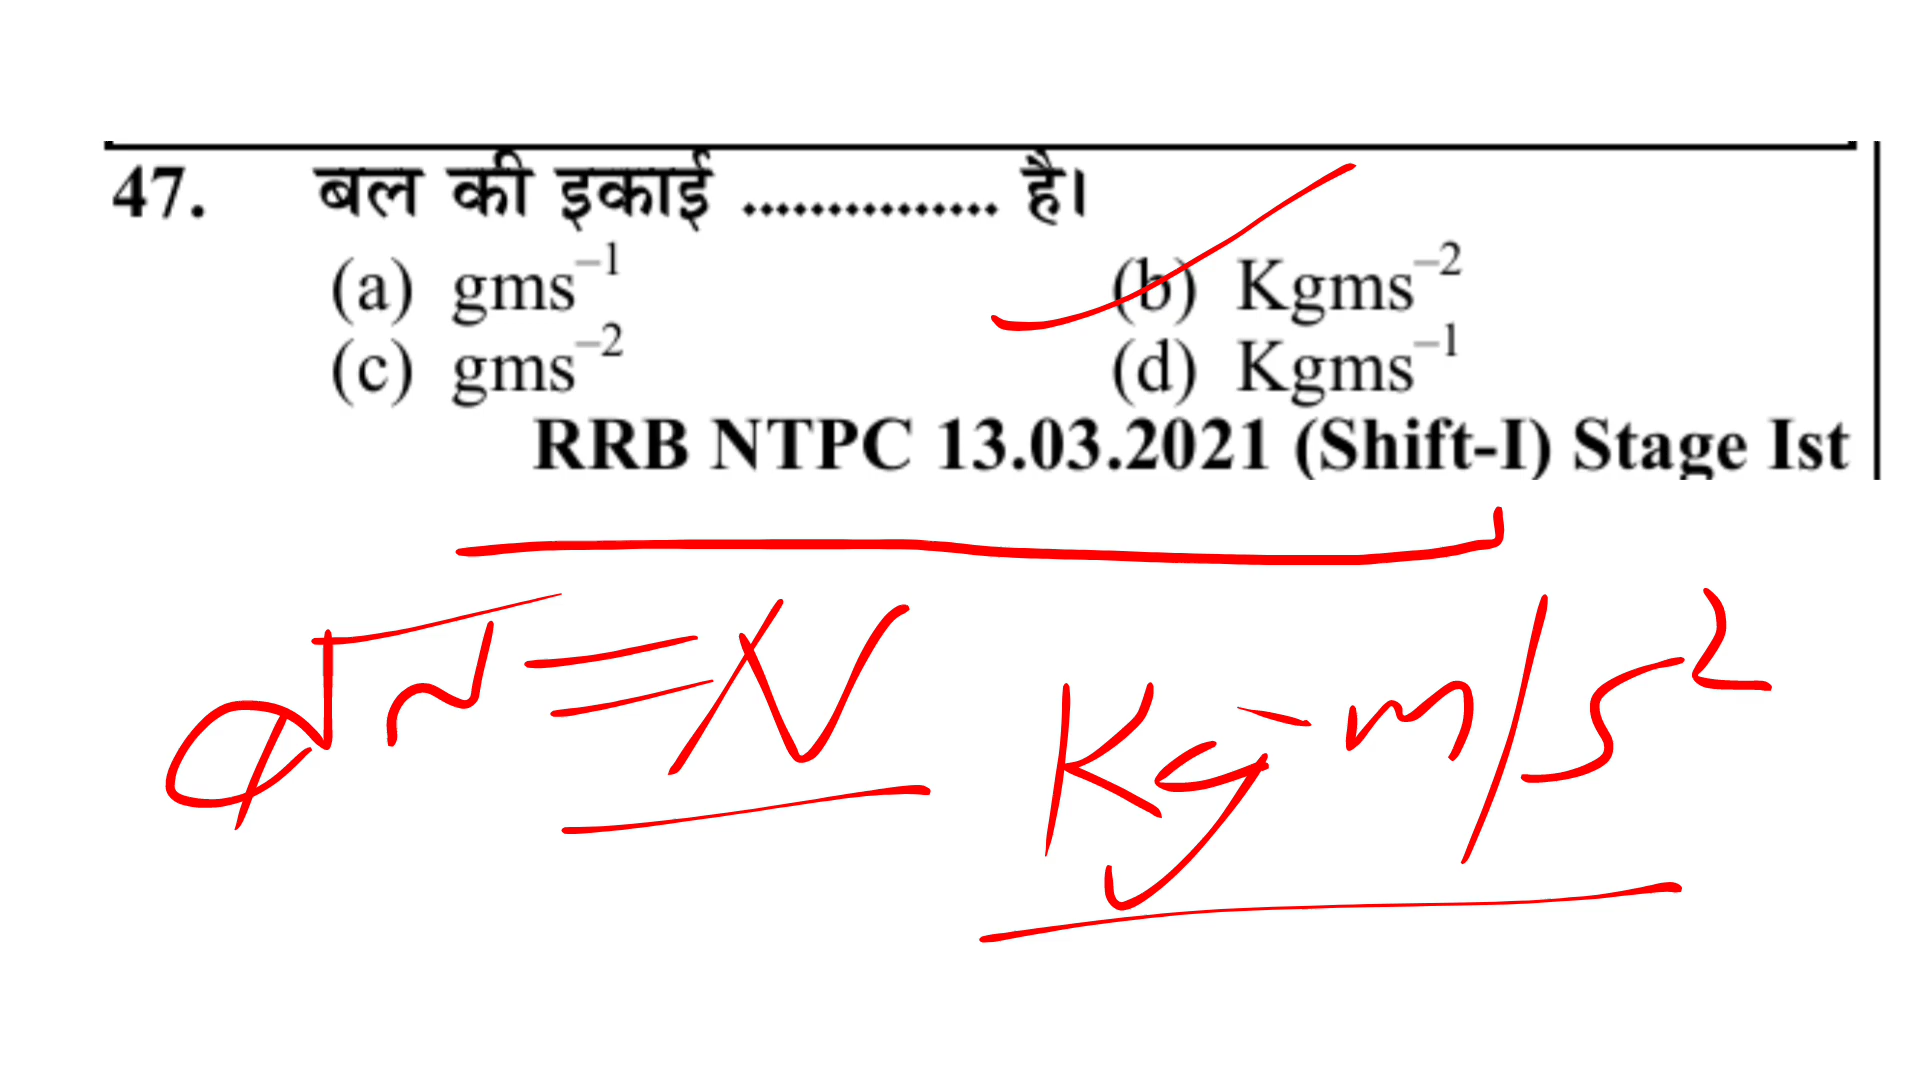 47. बल की इकाई ............... है।
(a) gms⁻¹ (b) Kgms⁻²
(c) gms⁻² (d) Kgms⁻¹
RRB NTPC 13.03.2021 (Shift-I) Stage Ist
बल = N Kg-m/s²